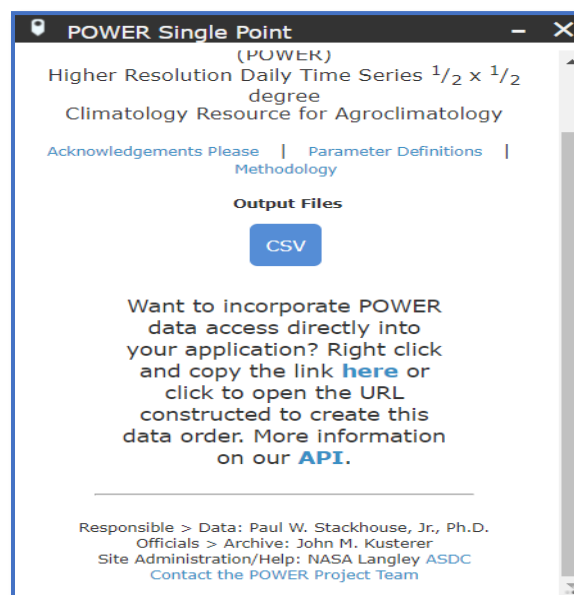 POWER Single Point
(POWER)
Higher Resolution Daily Time Series 1/2 x 1/2
degree
Climatology Resource for Agroclimatology
Acknowledgements Please | Parameter Definitions |
Methodology
Output Files
CSV
Want to incorporate POWER
data access directly into
your application? Right click
and copy the link here or
click to open the URL
constructed to create this
data order. More information
on our API.
Responsible > Data: Paul W. Stackhouse, Jr., Ph.D.
Officials > Archive: John M. Kusterer
Site Administration/Help: NASA Langley ASDC
Contact the POWER Project Team